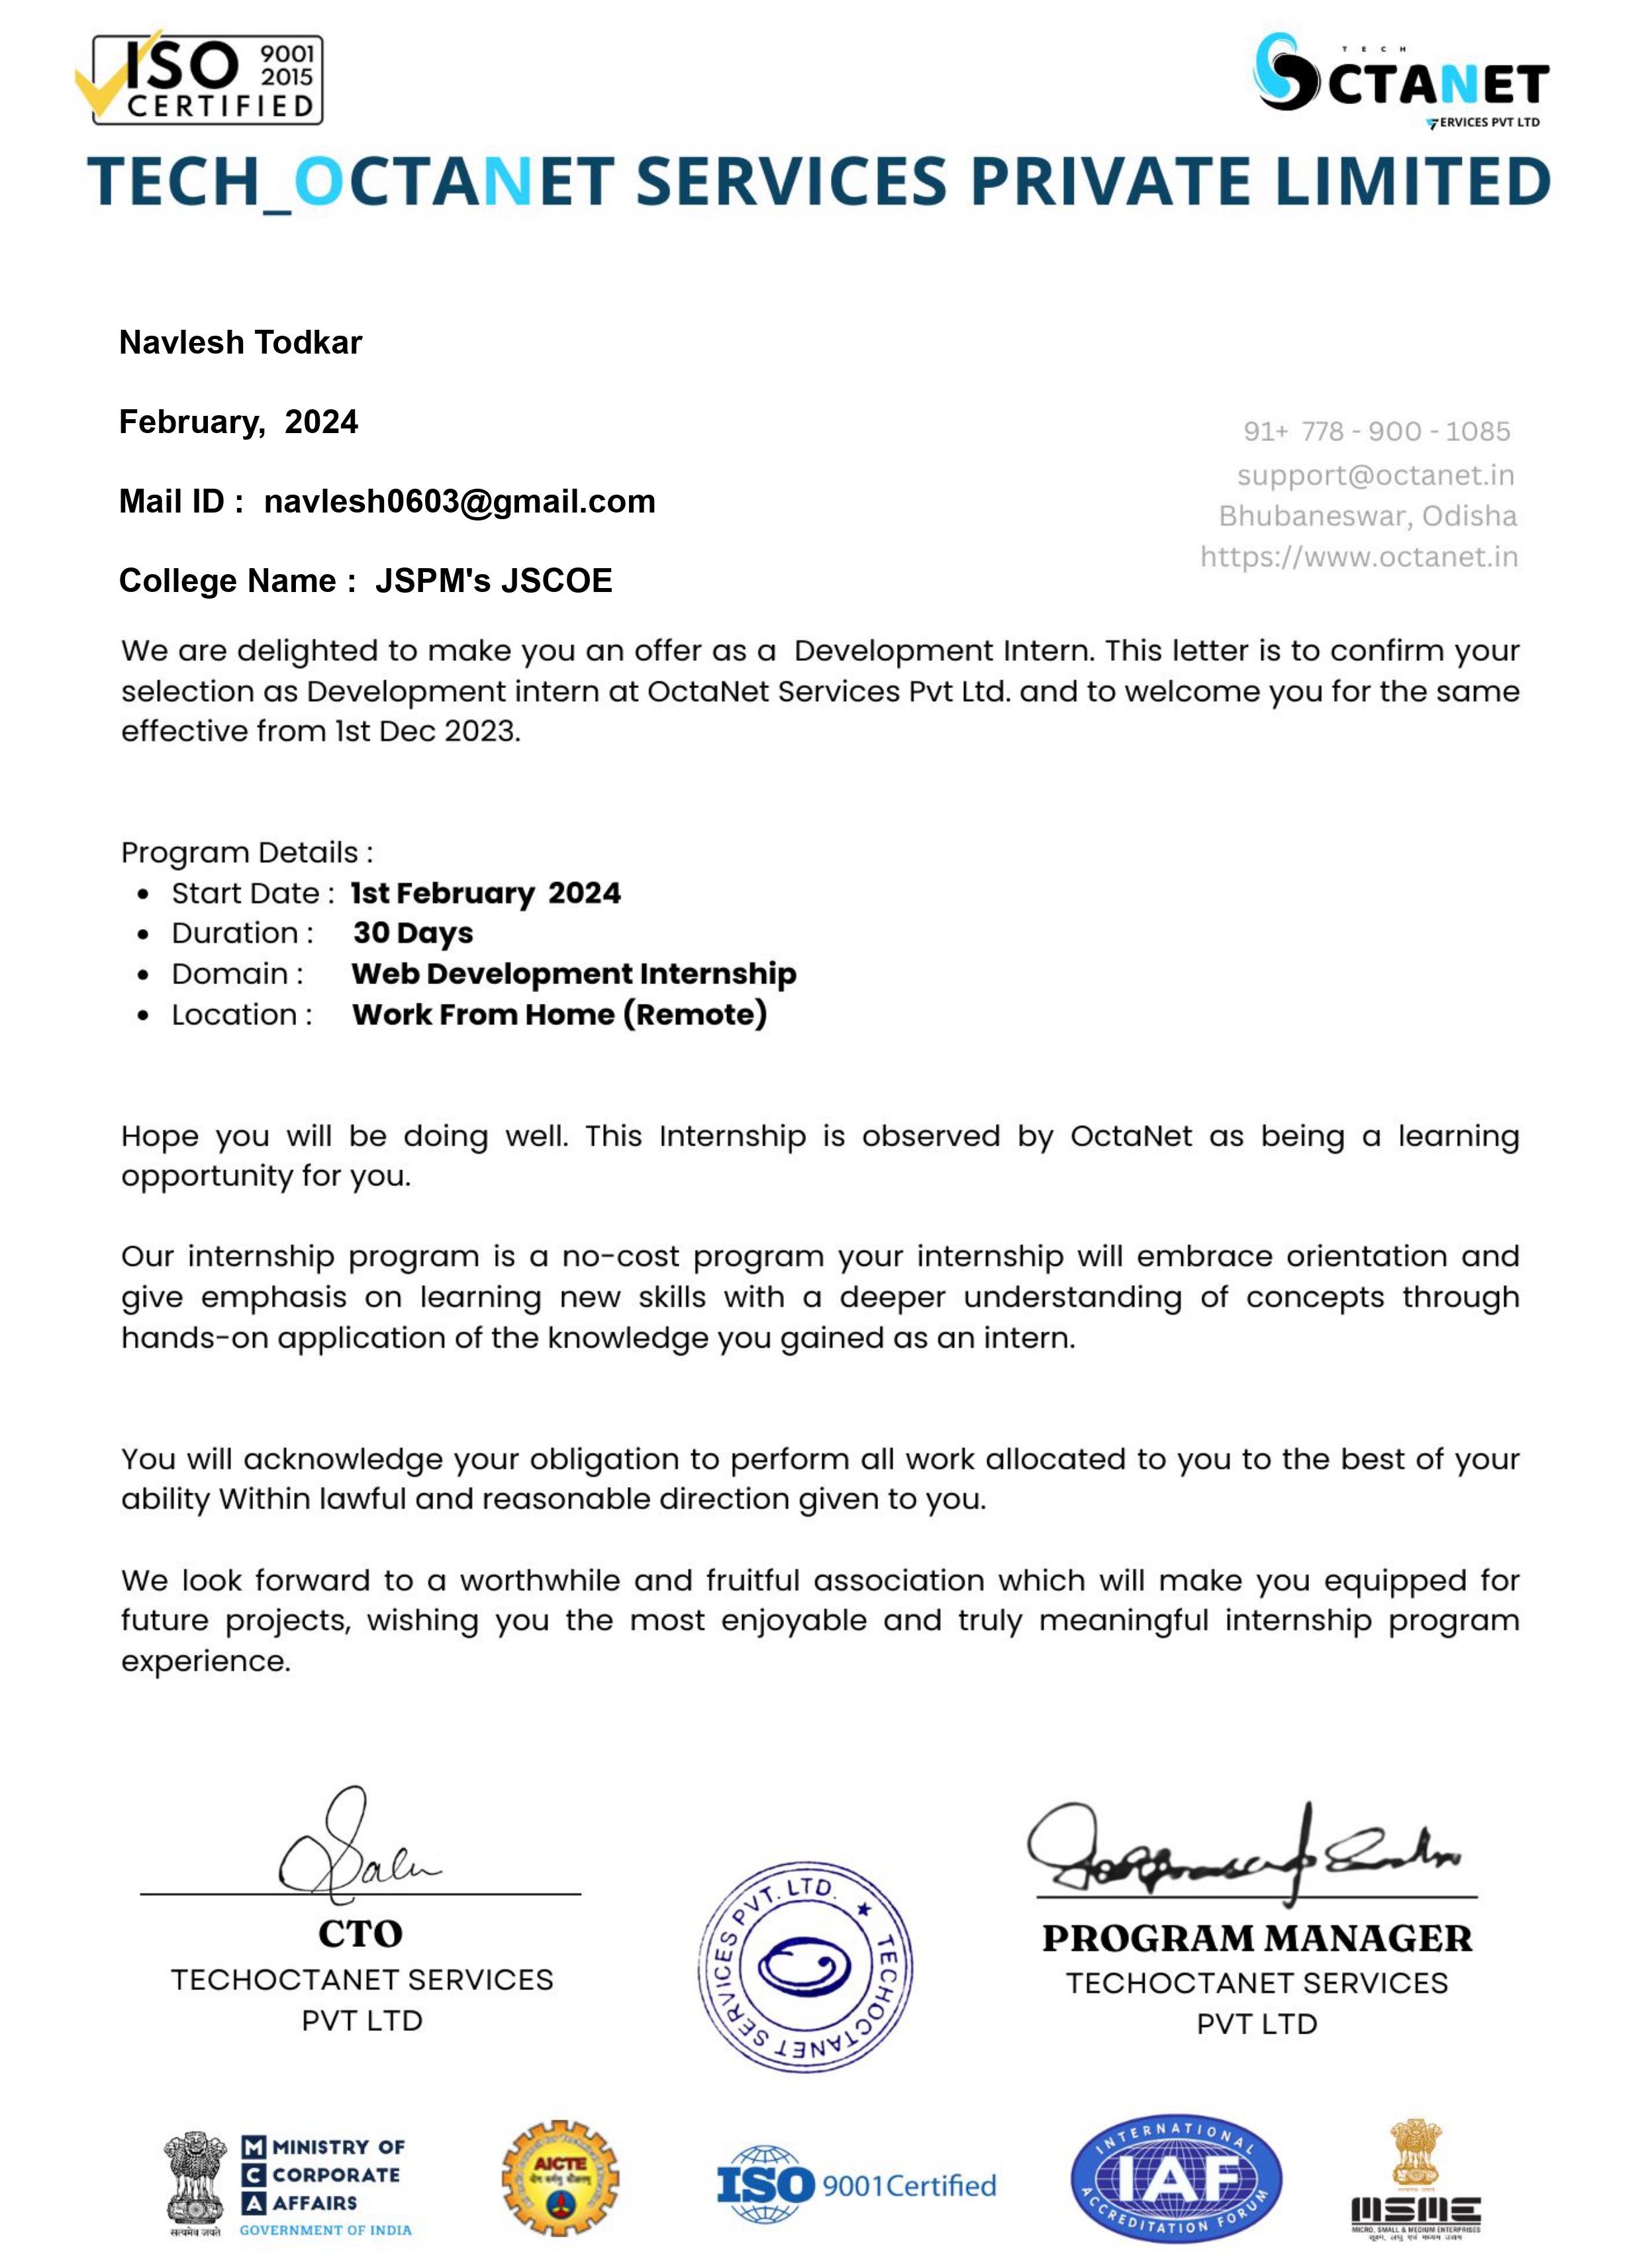 ISO 9001
2015
CERTIFIED
TECH
OCTANET
SERVICES PVT LTD
TECH_OCTANET SERVICES PRIVATE LIMITED
Navlesh Todkar
February,  2024
Mail ID :  navlesh0603@gmail.com
College Name :  JSPM's JSCOE
91+ 778 - 900 - 1085
support@octanet.in
Bhubaneswar, Odisha
https://www.octanet.in
We are delighted to make you an offer as a  Development Intern. This letter is to confirm your
selection as Development intern at OctaNet Services Pvt Ltd. and to welcome you for the same
effective from 1st Dec 2023.
Program Details :
• Start Date : 1st February 2024
• Duration : 30 Days
• Domain : Web Development Internship
• Location : Work From Home (Remote)
Hope you will be doing well. This Internship is observed by OctaNet as being a learning
opportunity for you.
Our internship program is a no-cost program your internship will embrace orientation and
give emphasis on learning new skills with a deeper understanding of concepts through
hands-on application of the knowledge you gained as an intern.
You will acknowledge your obligation to perform all work allocated to you to the best of your
ability Within lawful and reasonable direction given to you.
We look forward to a worthwhile and fruitful association which will make you equipped for
future projects, wishing you the most enjoyable and truly meaningful internship program
experience.
CTO
TECHOCTANET SERVICES
PVT LTD
TECHOCTANET SERVICES PVT. LTD. ★
PROGRAM MANAGER
TECHOCTANET SERVICES
PVT LTD
सत्यमेव जयते
M MINISTRY OF
C CORPORATE
A AFFAIRS
GOVERNMENT OF INDIA
AICTE
ISO 9001Certified
INTERNATIONAL
IAF
ACCREDITATION FORUM
MSME
MICRO, SMALL & MEDIUM ENTERPRISES
सूक्ष्म, लघु एवं मध्यम उद्यम